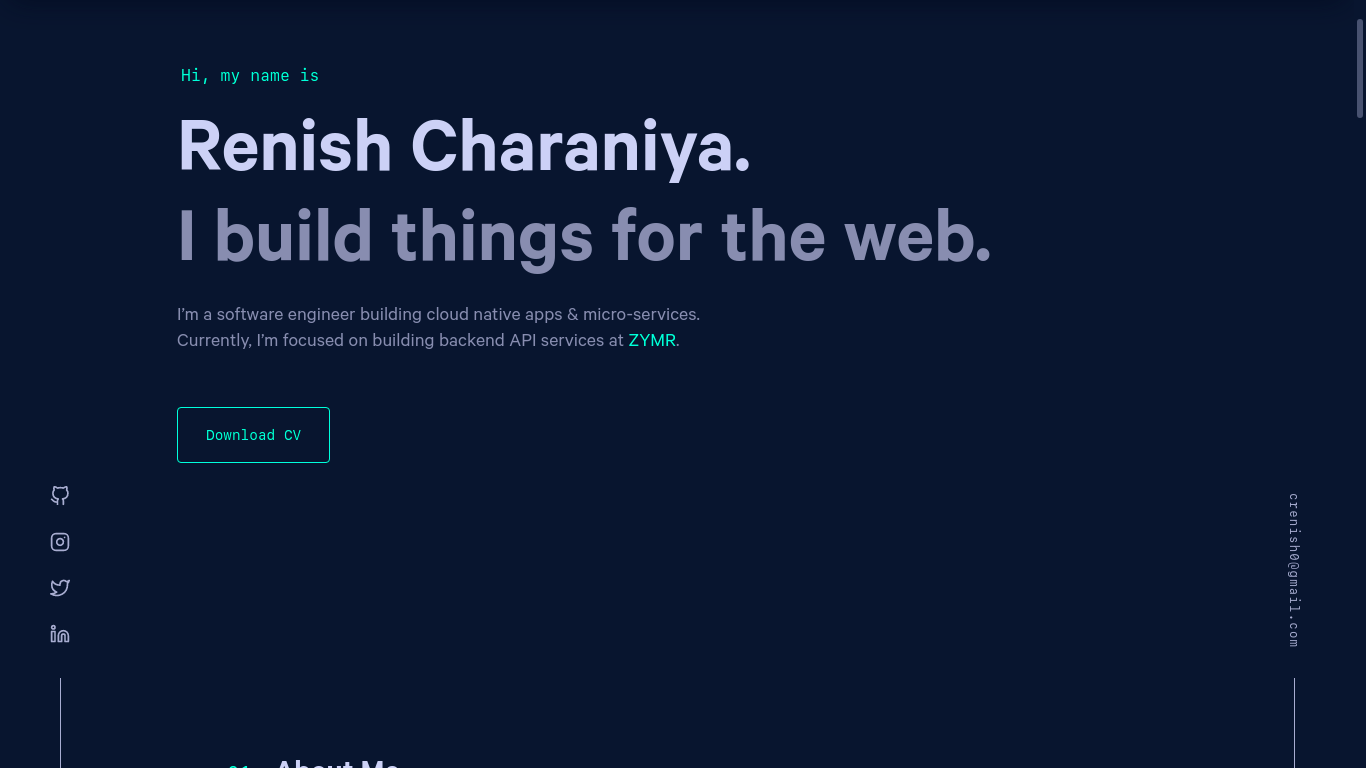 Hi, my name is
Renish Charaniya.
I build things for the web.
I'm a software engineer building cloud native apps & micro-services.
Currently, I'm focused on building backend API services at ZYMR.
Download CV
crenish0@gmail.com
About Me